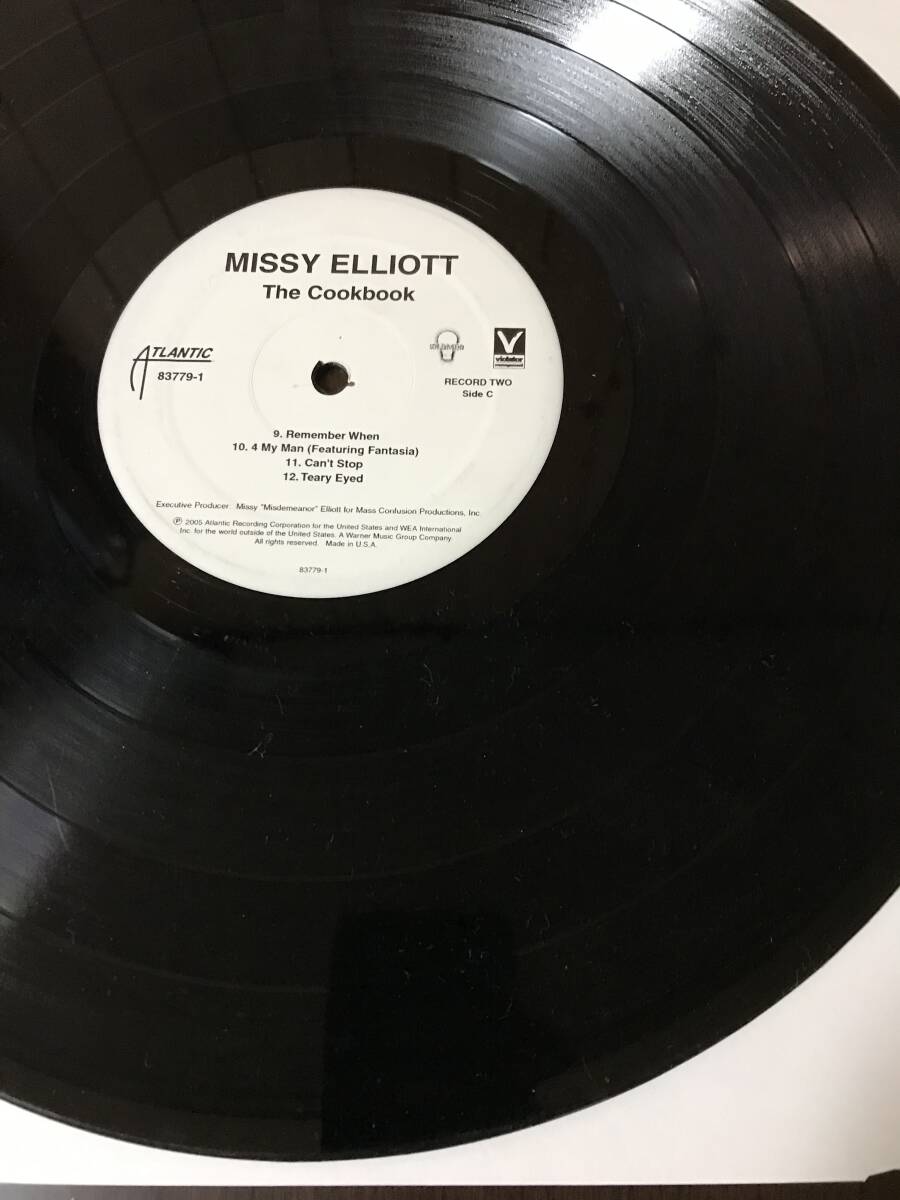 MISSY ELLIOTT
The Cookbook
ATLANTIC
83779-1
V
violator
management
RECORD TWO
Side C
9. Remember When
10. 4 My Man (Featuring Fantasia)
11. Can't Stop
12. Teary Eyed
Executive Producer: Missy "Misdemeanor" Elliott for Mass Confusion Productions, Inc.
℗ 2005 Atlantic Recording Corporation for the United States and WEA International
Inc. for the world outside of the United States. A Warner Music Group Company.
All rights reserved. Made in U.S.A.
83779-1